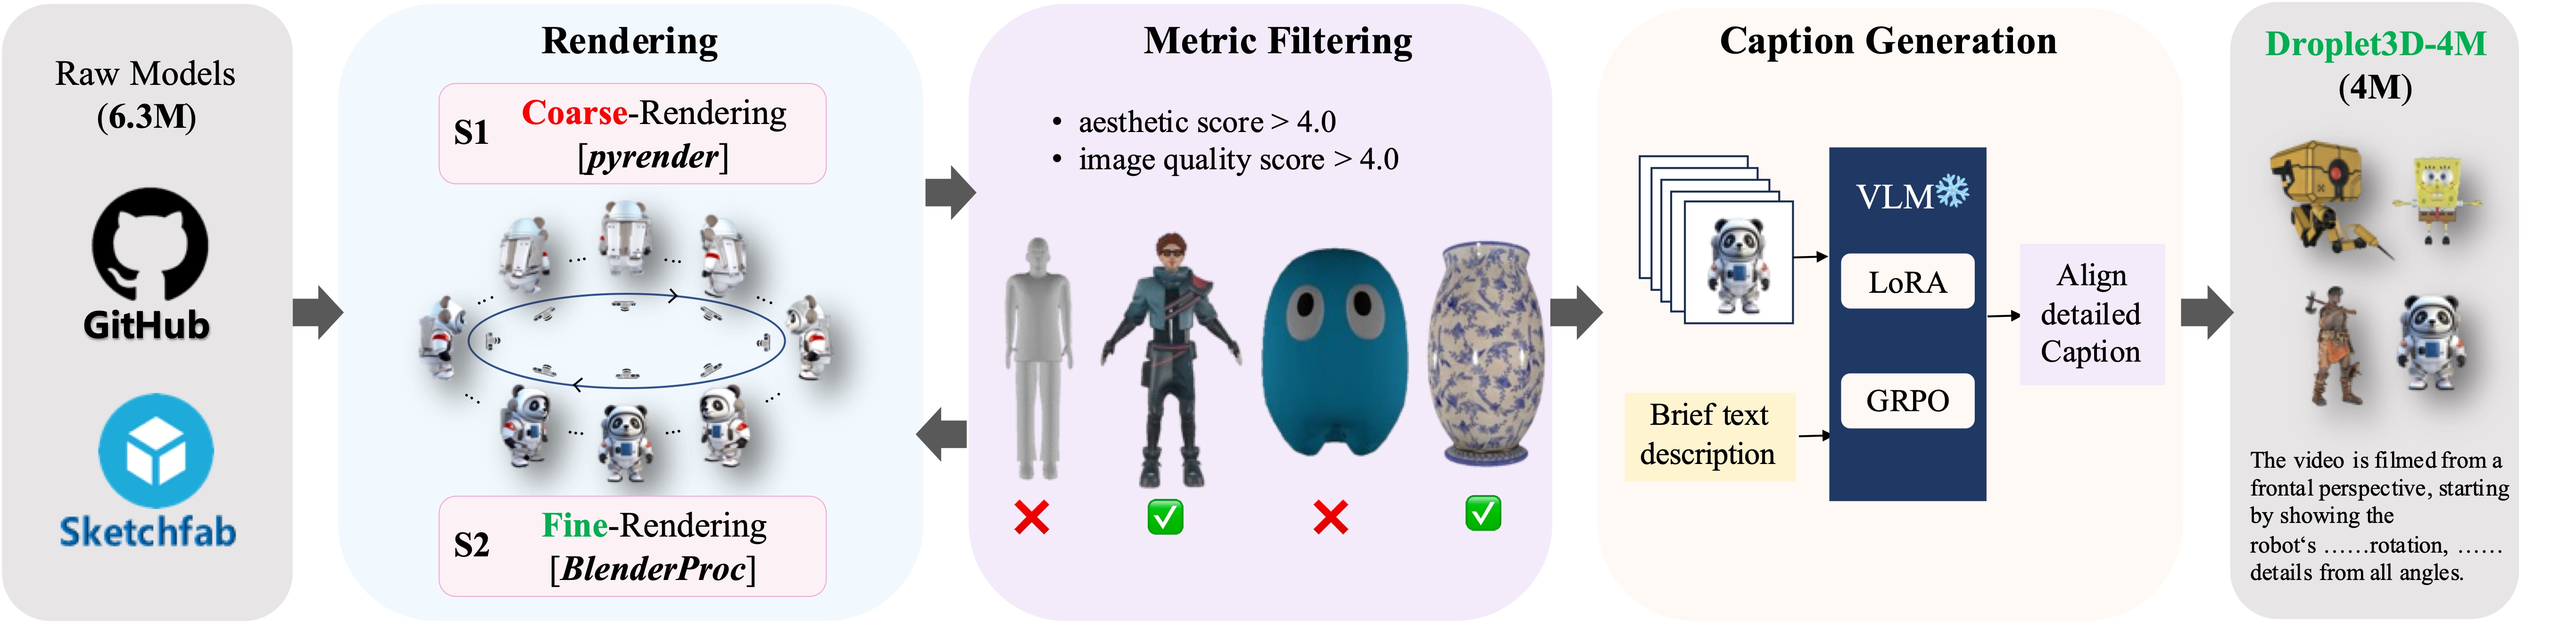 Raw Models
(6.3M)
GitHub
Sketchfab
Rendering
S1
Coarse-Rendering
[pyrender]
S2
Fine-Rendering
[BlenderProc]
Metric Filtering
• aesthetic score > 4.0
• image quality score > 4.0
Caption Generation
VLM
LoRA
GRPO
Brief text
description
Align
detailed
Caption
Droplet3D-4M
(4M)
The video is filmed from a
frontal perspective, starting
by showing the
robot‘s ……rotation, ……
details from all angles.